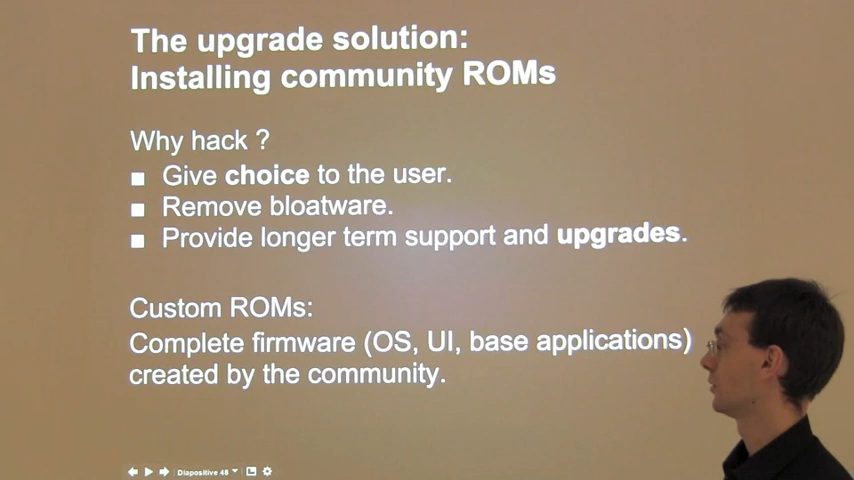 The upgrade solution:
Installing community ROMs
Why hack ?
■ Give choice to the user.
■ Remove bloatware.
■ Provide longer term support and upgrades.
Custom ROMs:
Complete firmware (OS, UI, base applications)
created by the community.
Diapositive 48